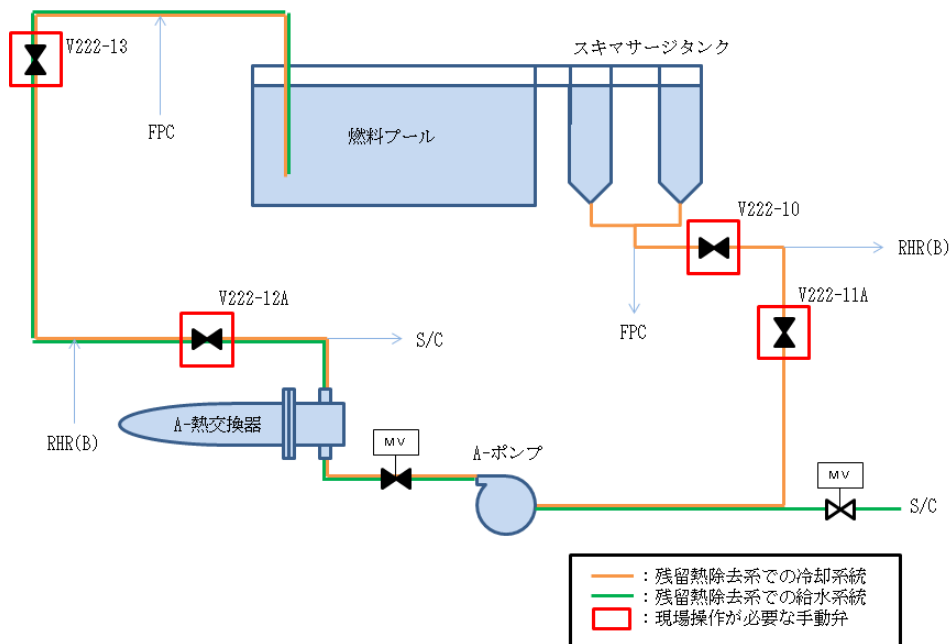 V222-13
スキマサージタンク
FPC
燃料プール
V222-10
RHR(B)
V222-12A
V222-11A
S/C
FPC
A-熱交換器
RHR(B)
MV
A-ポンプ
MV
S/C
：残留熱除去系での冷却系統
：残留熱除去系での給水系統
：現場操作が必要な手動弁